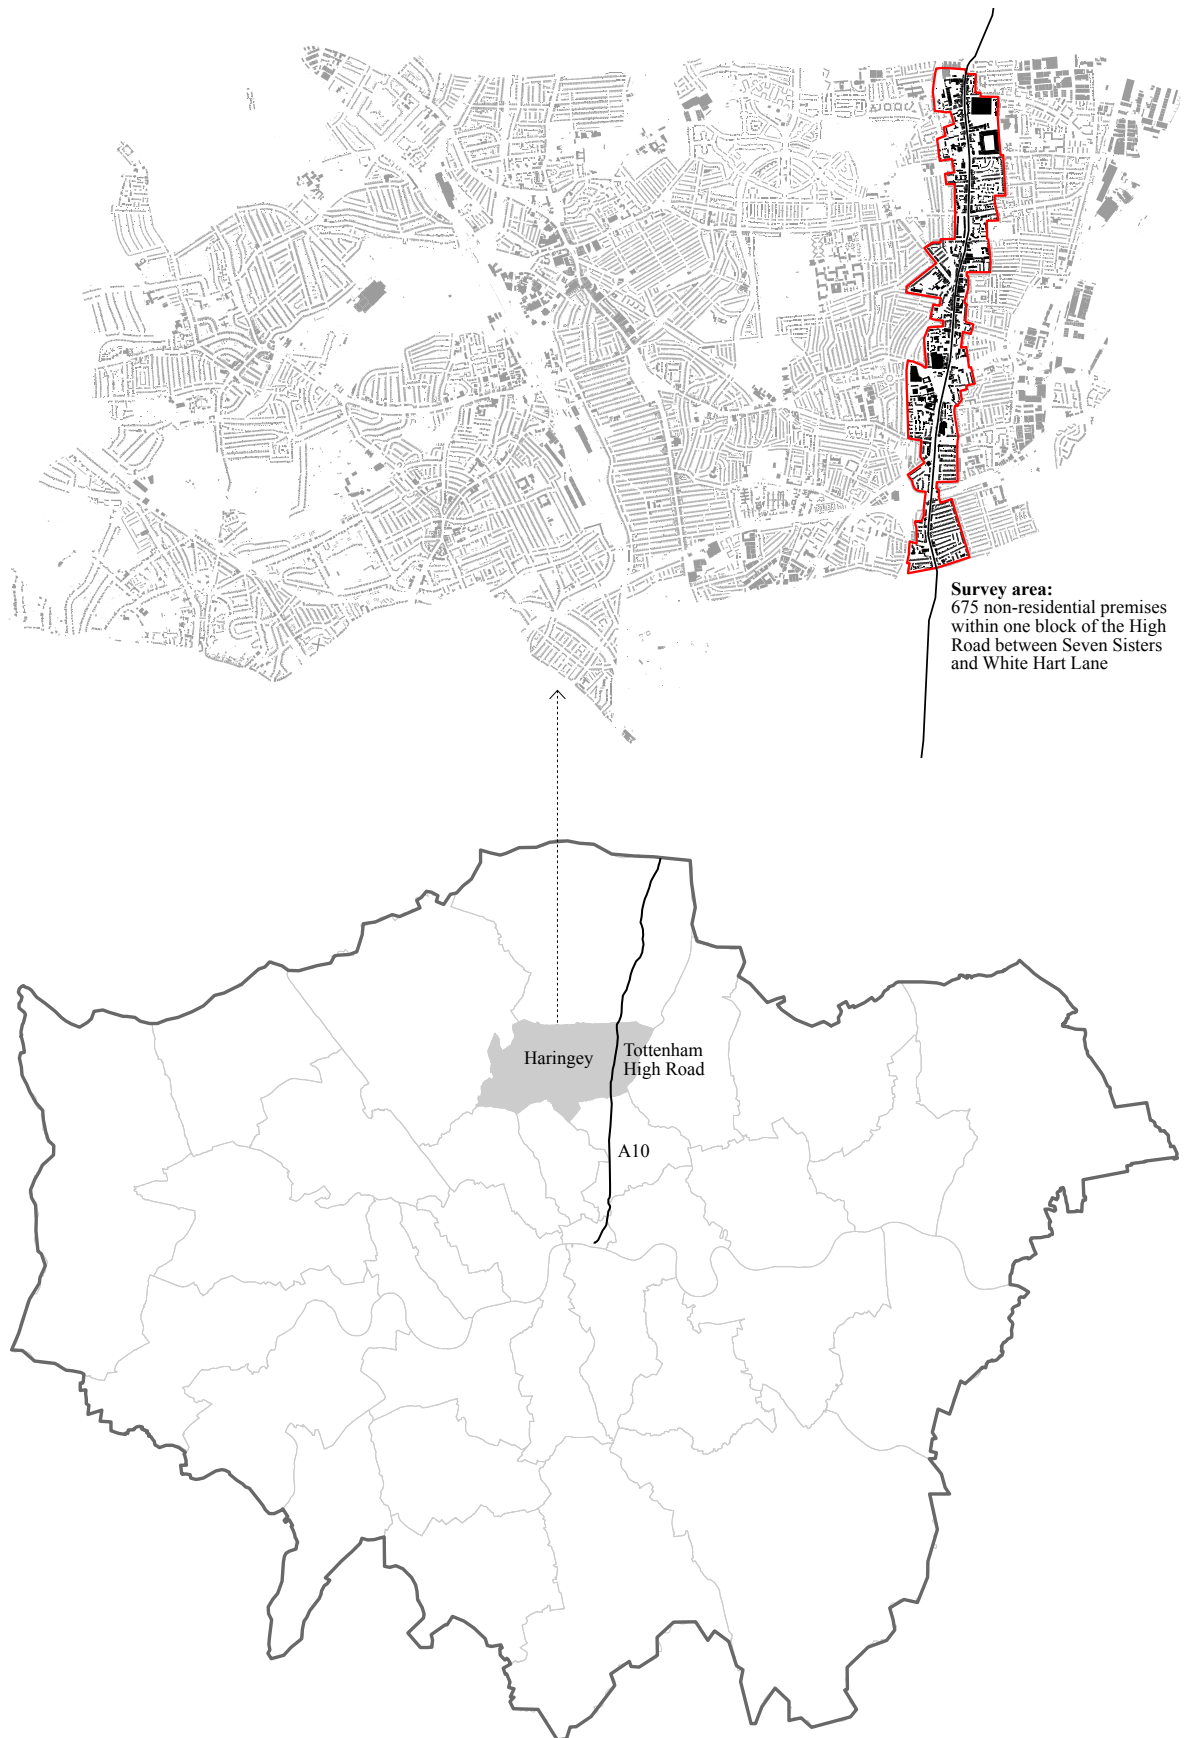 Survey area:
675 non-residential premises
within one block of the High
Road between Seven Sisters
and White Hart Lane
Haringey
Tottenham
High Road
A10